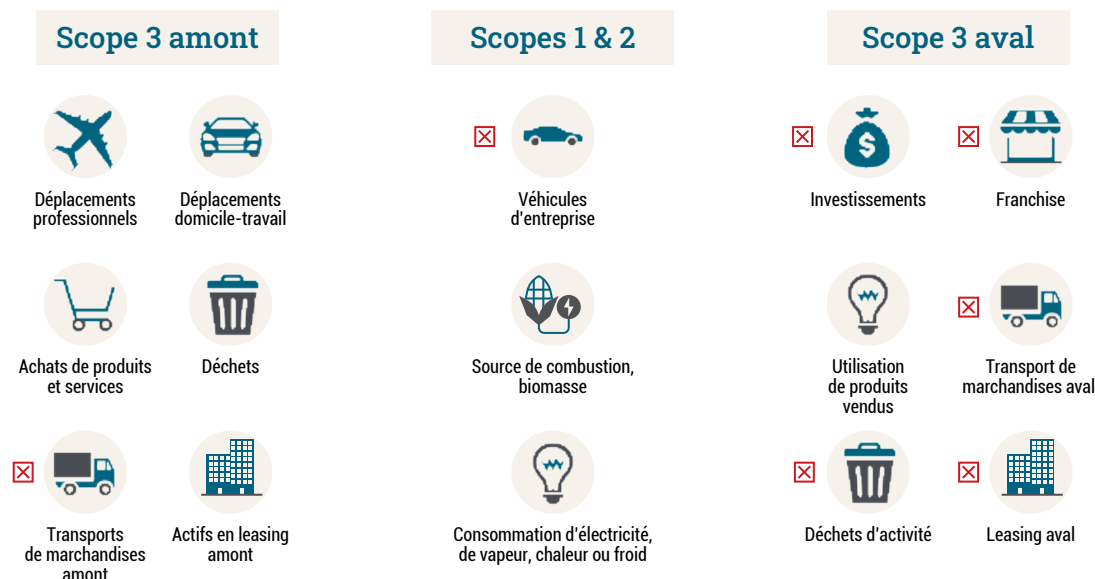 Scope 3 amont
Scopes 1 & 2
Scope 3 aval
Déplacements
professionnels
Déplacements
domicile-travail
Véhicules
d'entreprise
Investissements
Franchise
Achats de produits
et services
Déchets
Source de combustion,
biomasse
Utilisation
de produits
vendus
Transport de
marchandises aval
Transports
de marchandises
amont
Actifs en leasing
amont
Consommation d'électricité,
de vapeur, chaleur ou froid
Déchets d'activité
Leasing aval